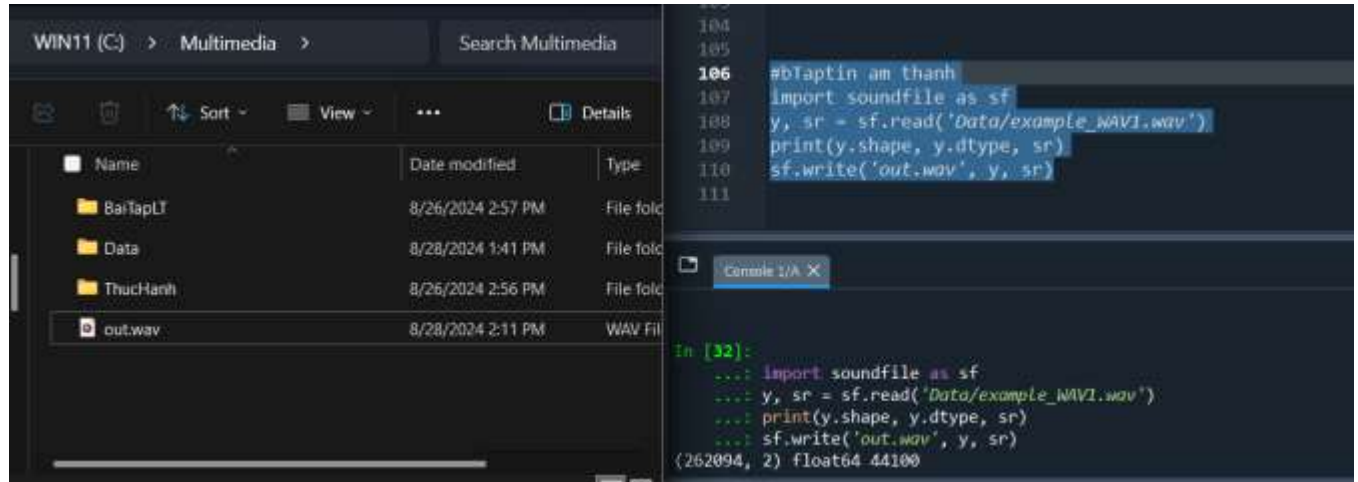 WIN11 (C:) > Multimedia >
Search Multimedia
Sort
View
...
Details
Name
Date modified
Type
BaiTapLT
8/26/2024 2:57 PM
File folc
Data
8/28/2024 1:41 PM
File folc
ThucHanh
8/26/2024 2:56 PM
File folc
out.wav
8/28/2024 2:11 PM
WAV Fil
104
105
106 #bTaptin am thanh
107 import soundfile as sf
108 y, sr = sf.read('Data/example_WAV1.wav')
109 print(y.shape, y.dtype, sr)
110 sf.write('out.wav', y, sr)
111
Console 1/A X
In [32]:
...: import soundfile as sf
...: y, sr = sf.read('Data/example_WAV1.wav')
...: print(y.shape, y.dtype, sr)
...: sf.write('out.wav', y, sr)
(262094, 2) float64 44100